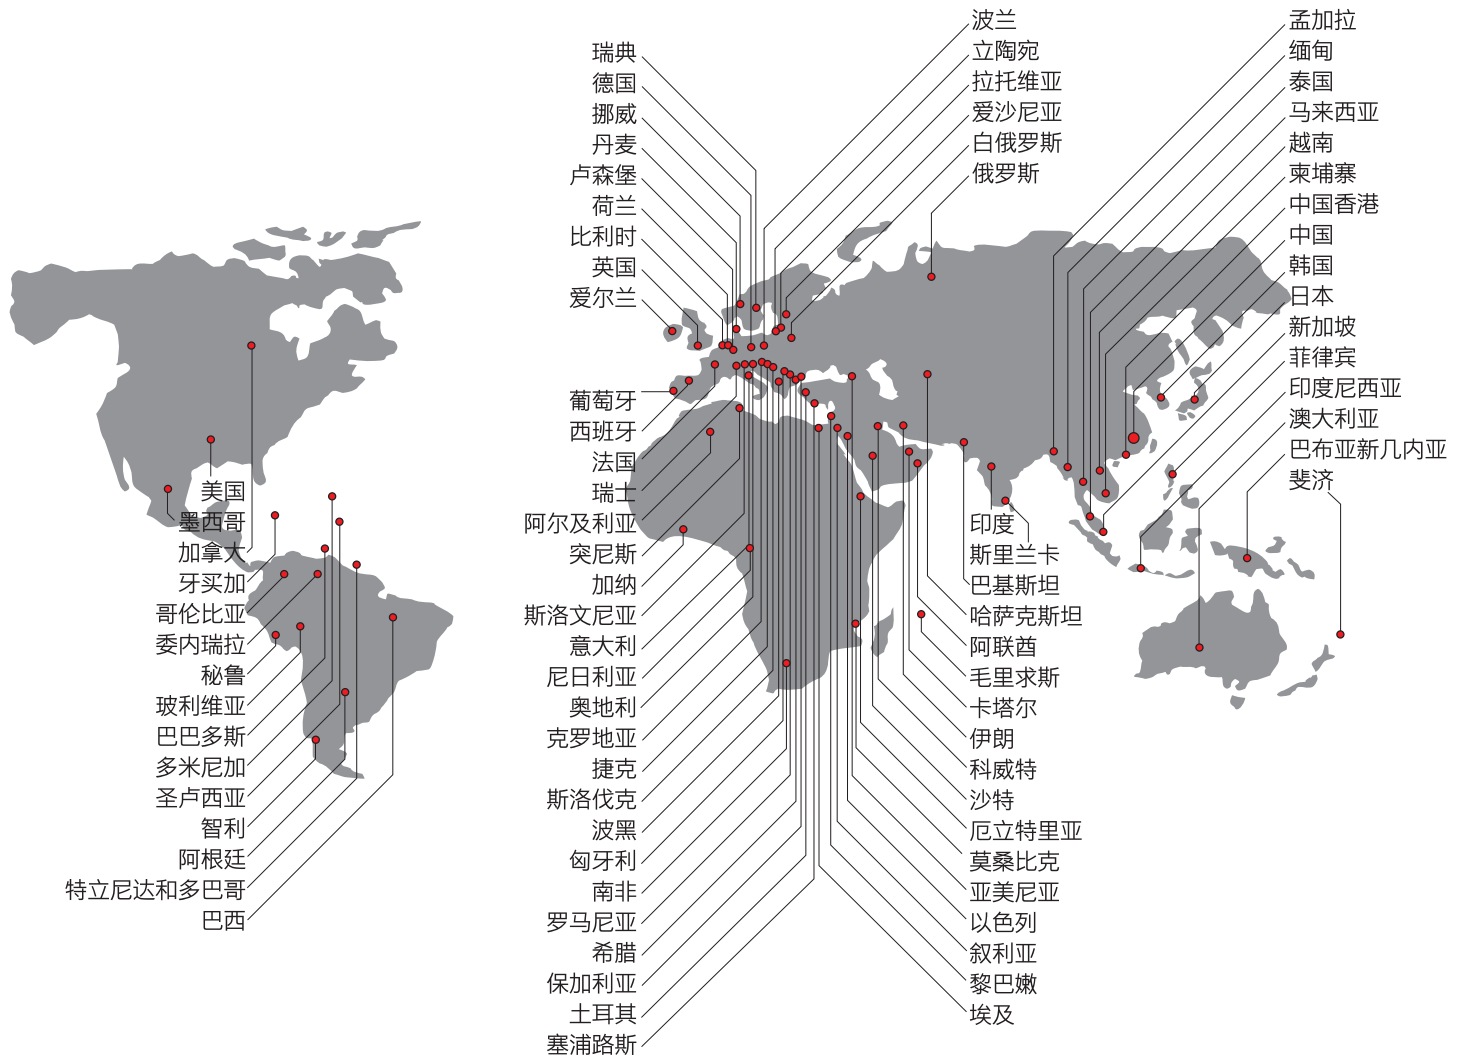 瑞典
德国
挪威
丹麦
卢森堡
荷兰
比利时
英国
爱尔兰
波兰
立陶宛
拉托维亚
爱沙尼亚
白俄罗斯
俄罗斯
孟加拉
缅甸
泰国
马来西亚
越南
柬埔寨
中国香港
中国
韩国
日本
新加坡
菲律宾
印度尼西亚
澳大利亚
巴布亚新几内亚
斐济
美国
墨西哥
加拿大
牙买加
哥伦比亚
委内瑞拉
秘鲁
玻利维亚
巴巴多斯
多米尼加
圣卢西亚
智利
阿根廷
特立尼达和多巴哥
巴西
葡萄牙
西班牙
法国
瑞士
阿尔及利亚
突尼斯
加纳
斯洛文尼亚
意大利
尼日利亚
奥地利
克罗地亚
捷克
斯洛伐克
波黑
匈牙利
南非
罗马尼亚
希腊
保加利亚
土耳其
塞浦路斯
印度
斯里兰卡
巴基斯坦
哈萨克斯坦
阿联酋
毛里求斯
卡塔尔
伊朗
科威特
沙特
厄立特里亚
莫桑比克
亚美尼亚
以色列
叙利亚
黎巴嫩
埃及